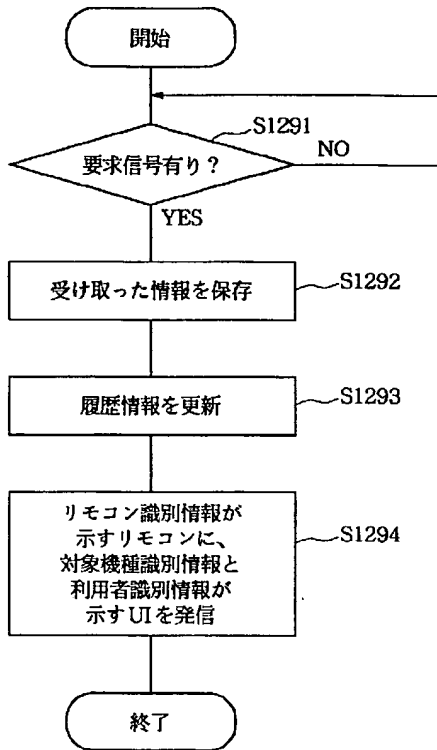 開始
S1291
要求信号有り？
NO
YES
受け取った情報を保存
S1292
履歴情報を更新
S1293
リモコン識別情報が
示すリモコンに、
対象機種識別情報と
利用者識別情報が
示すUIを発信
S1294
終了